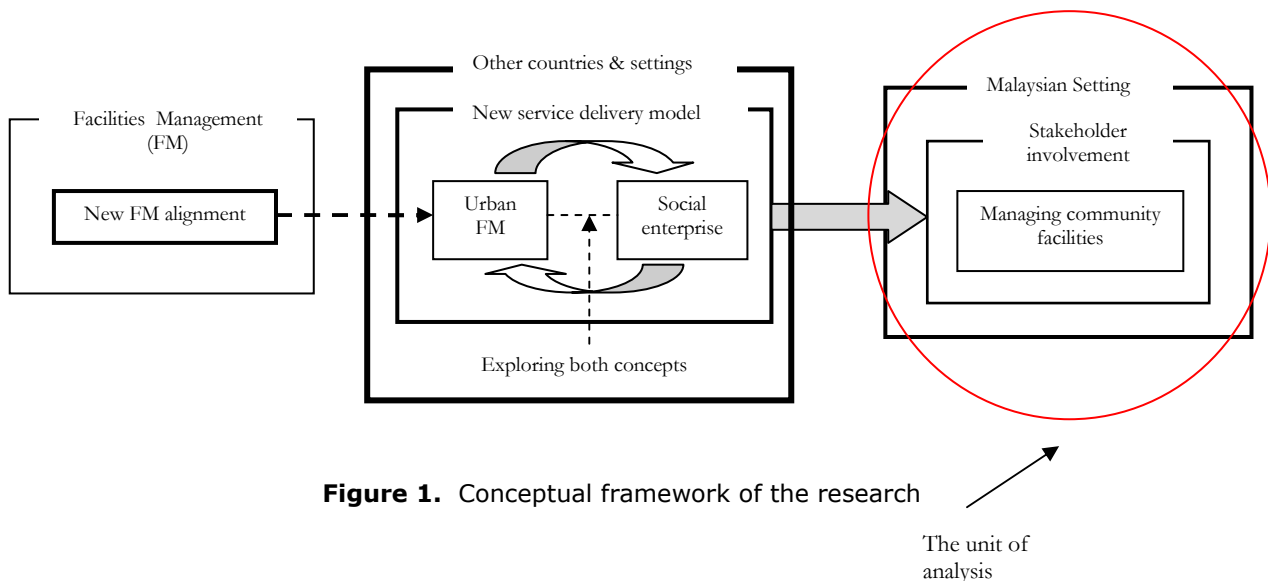 Facilities Management
(FM)
New FM alignment
Other countries & settings
New service delivery model
Urban
FM
Social
enterprise
Exploring both concepts
Malaysian Setting
Stakeholder
involvement
Managing community
facilities
Figure 1. Conceptual framework of the research
The unit of
analysis